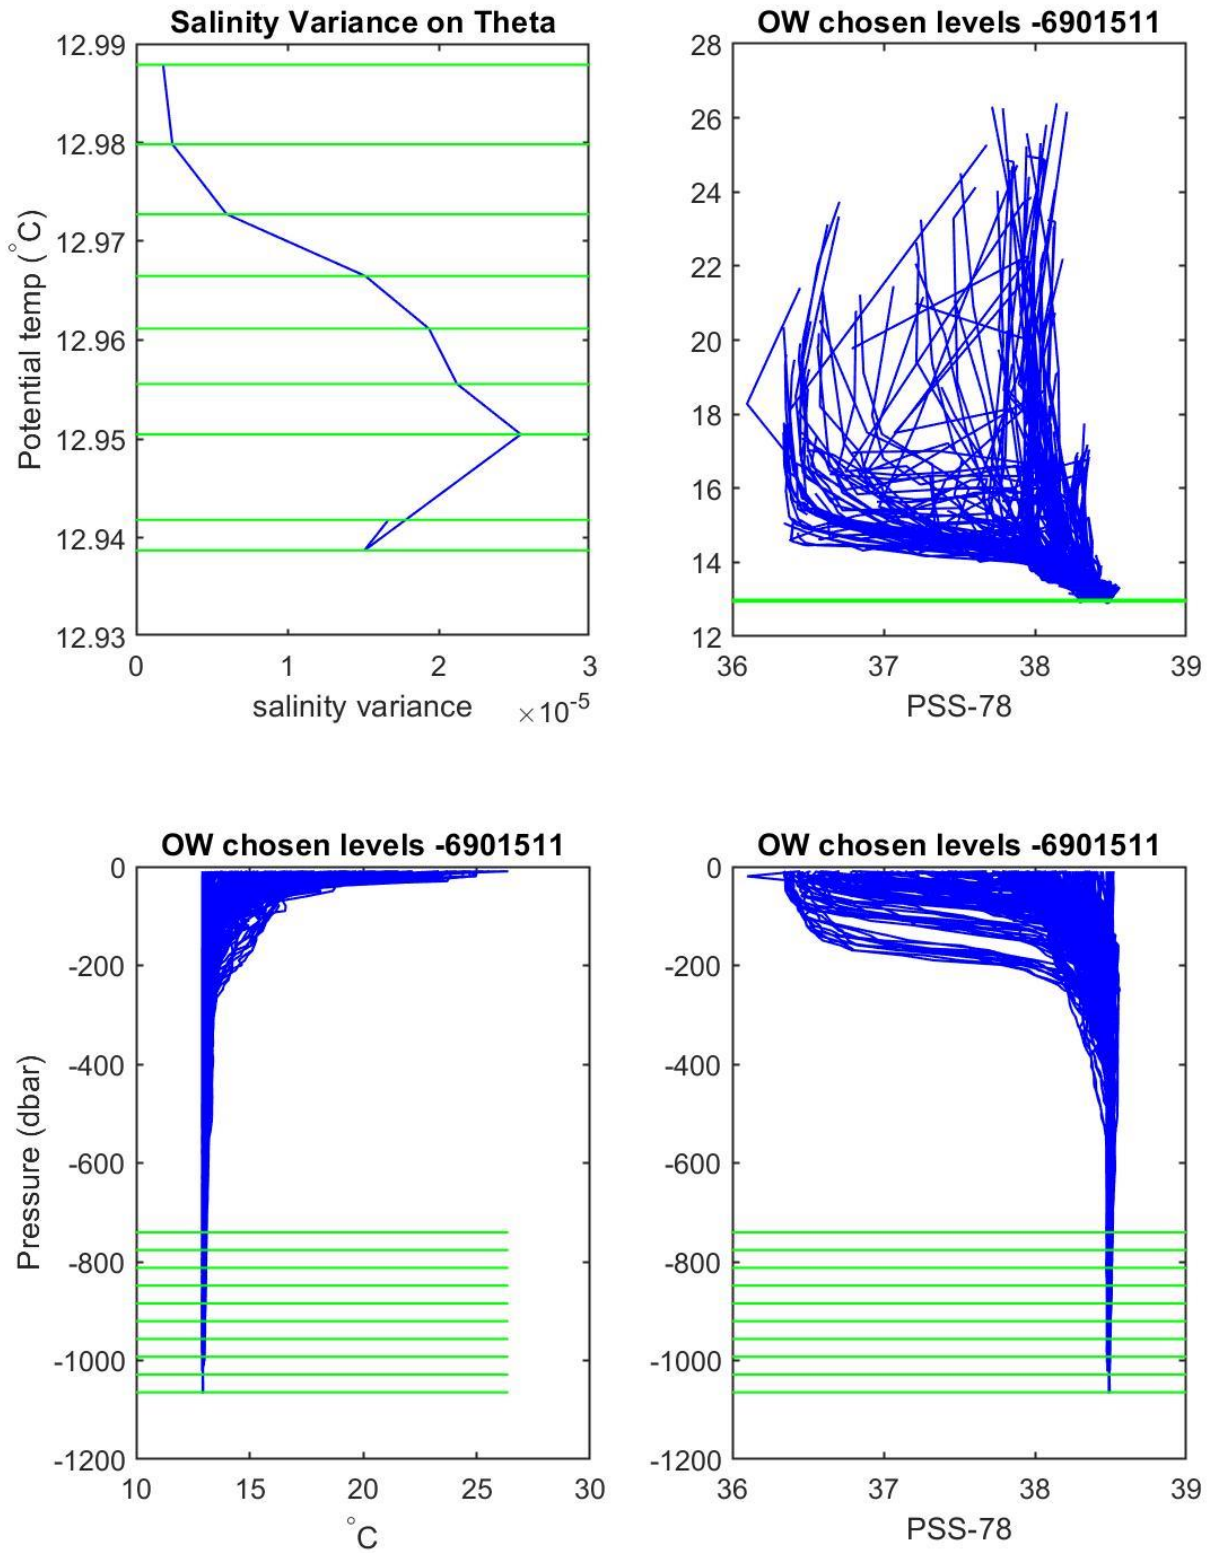 Salinity Variance on Theta
12.99
12.98
12.97
12.96
12.95
12.94
12.93
Potential temp (°C)
0 1 2 3
salinity variance ×10-5
OW chosen levels -6901511
28
26
24
22
20
18
16
14
12
36 37 38 39
PSS-78
OW chosen levels -6901511
0
-200
-400
-600
-800
-1000
-1200
Pressure (dbar)
10 15 20 25 30
°C
OW chosen levels -6901511
0
-200
-400
-600
-800
-1000
-1200
36 37 38 39
PSS-78